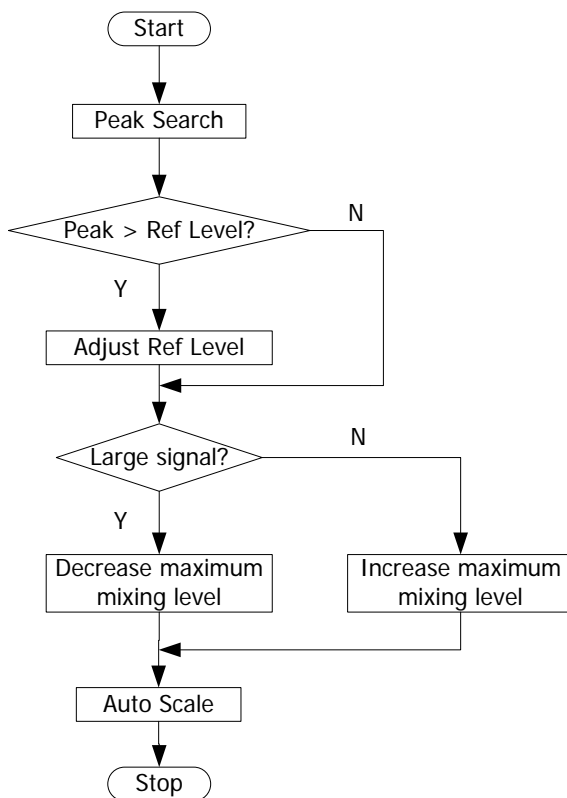 Start
Peak Search
Peak > Ref Level?
N
Y
Adjust Ref Level
Large signal?
N
Y
Decrease maximum
mixing level
Increase maximum
mixing level
Auto Scale
Stop